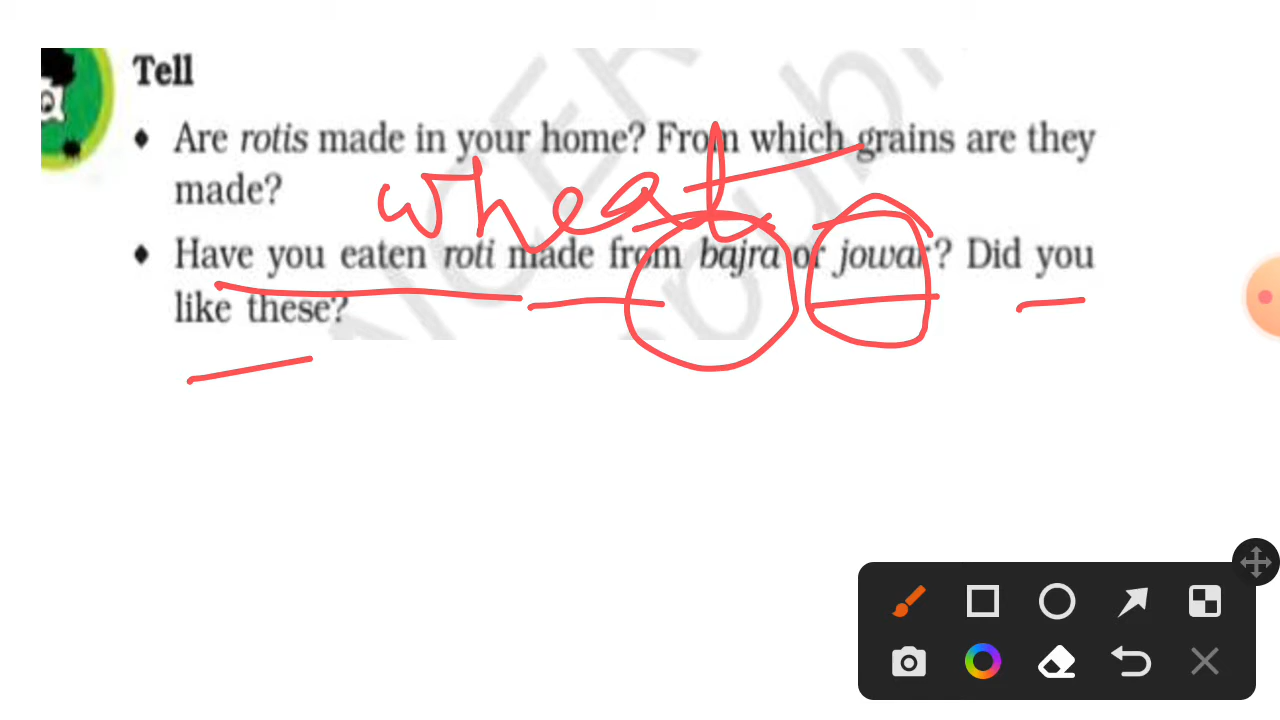 Tell
♦ Are rotis made in your home? From which grains are they
made?
wheat
♦ Have you eaten roti made from bajra or jowar? Did you
like these?